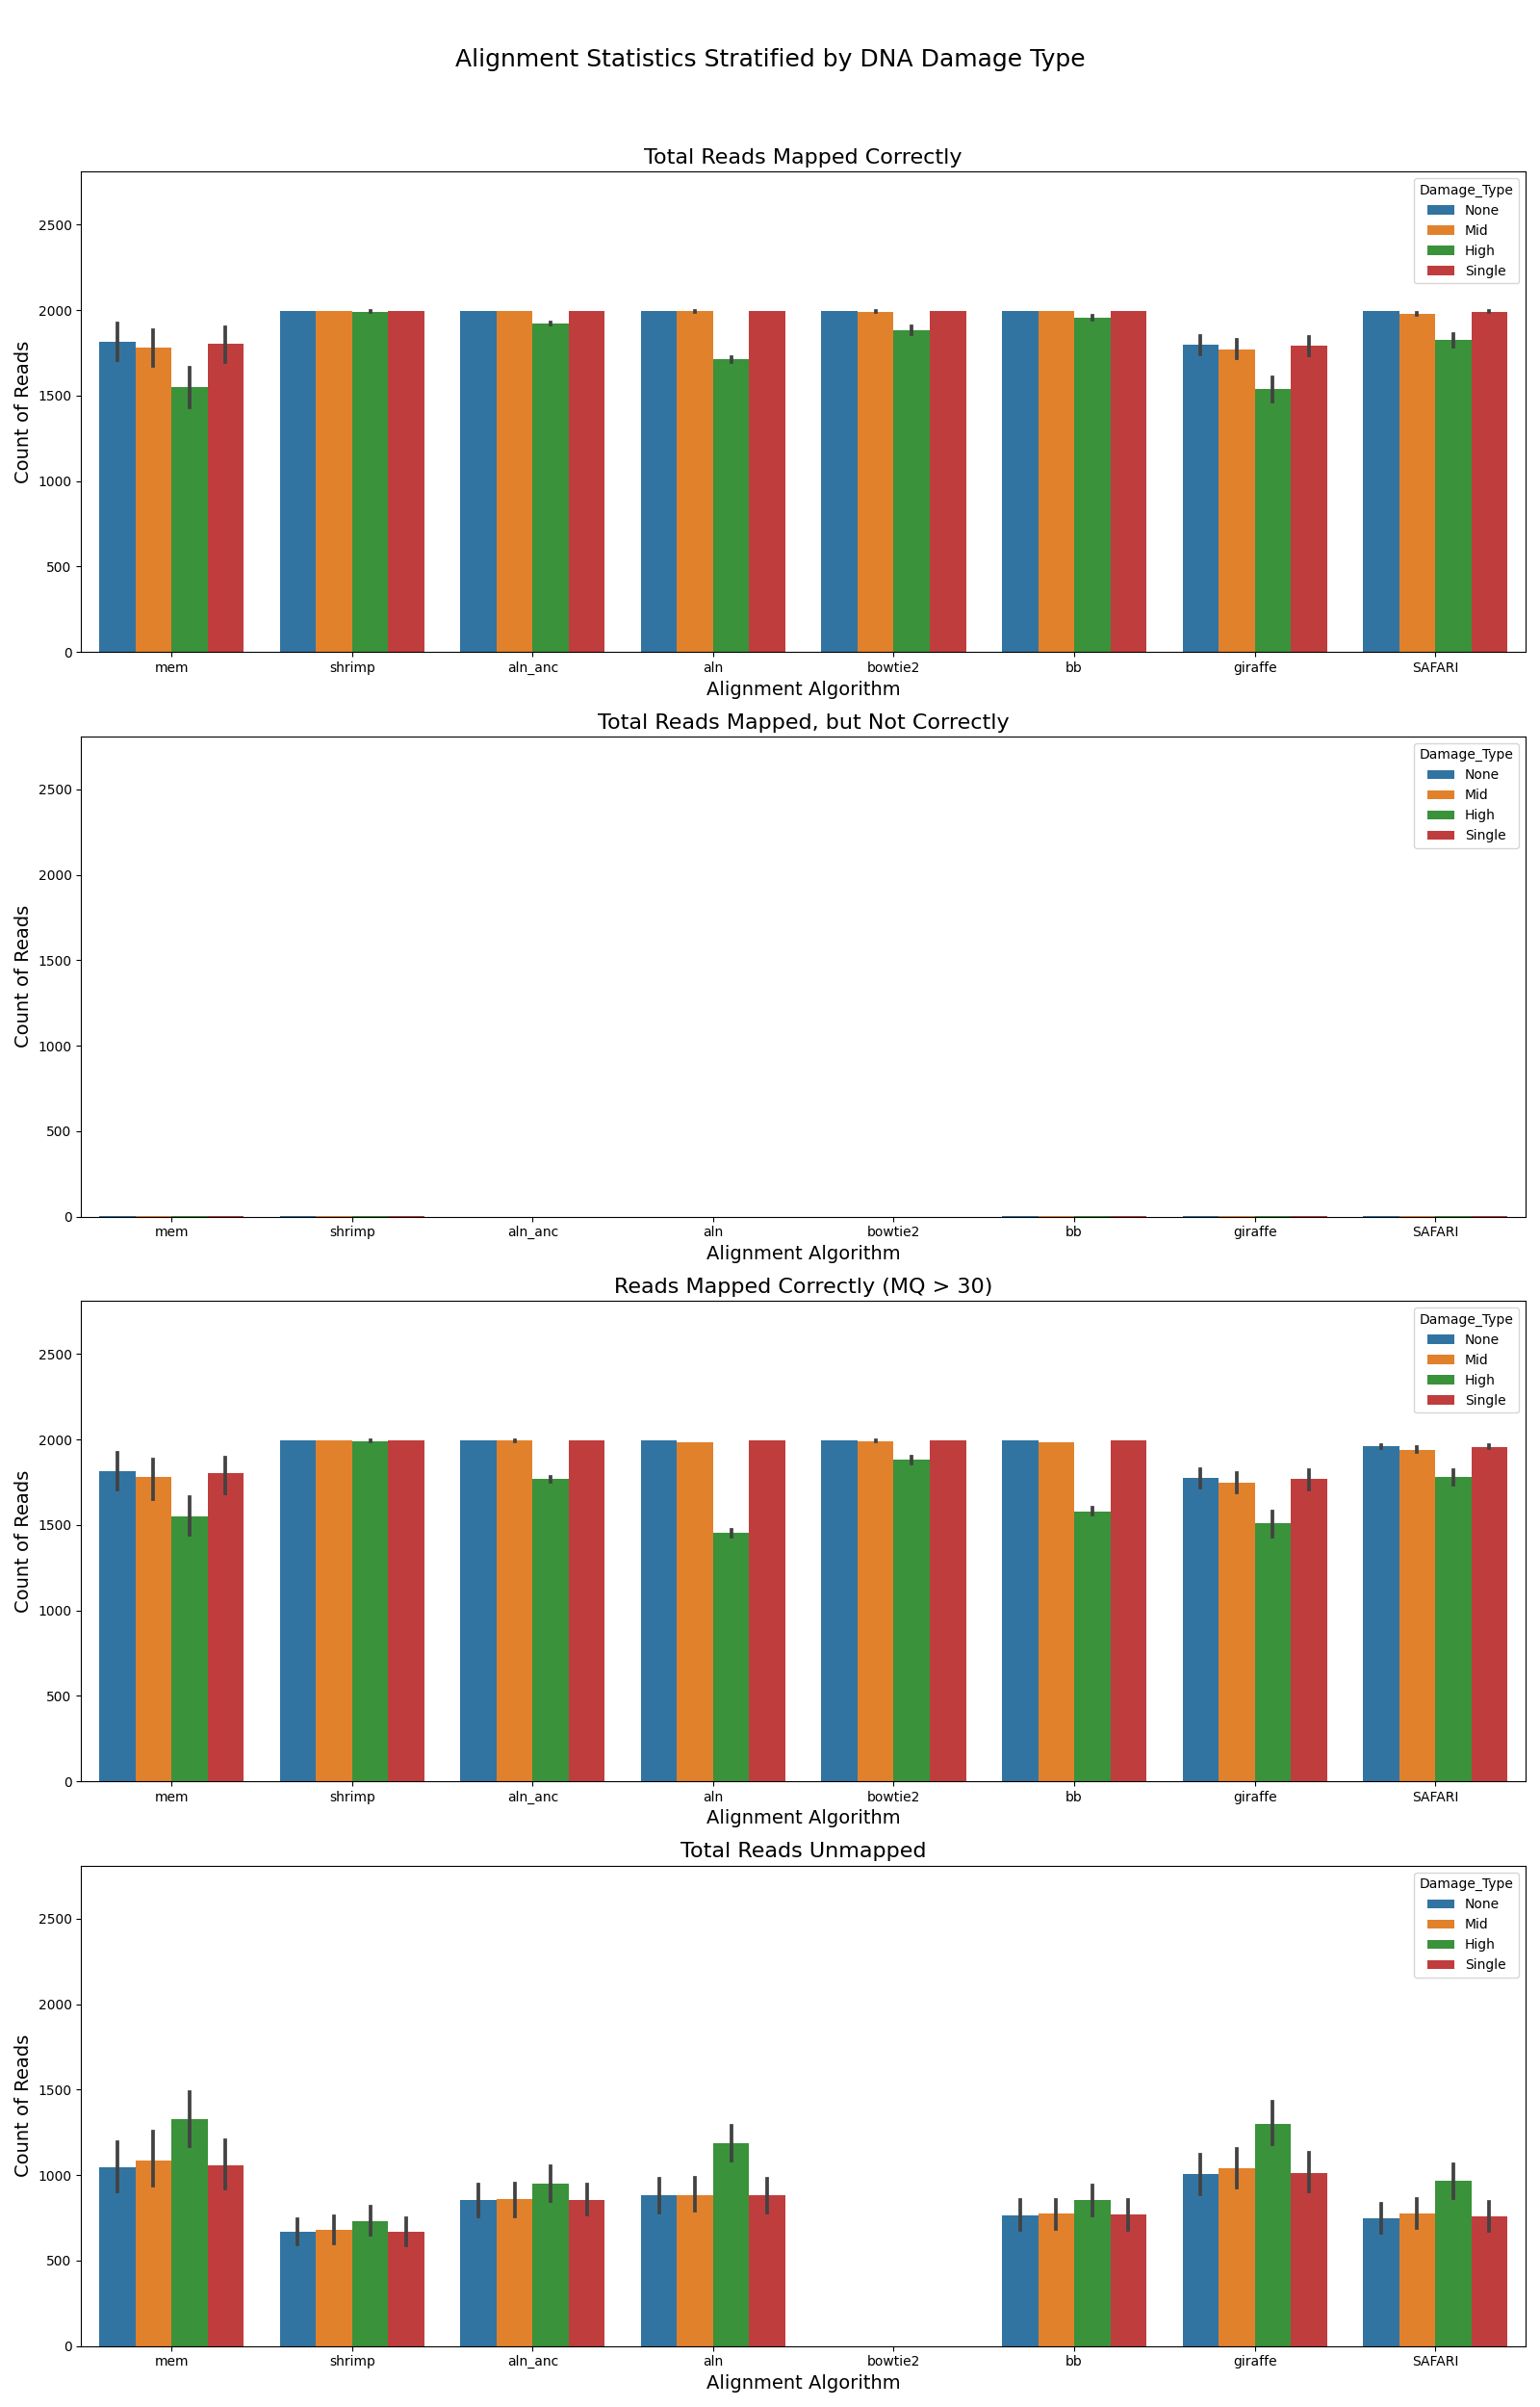 Alignment Statistics Stratified by DNA Damage Type
Total Reads Mapped Correctly
Damage_Type
None
Mid
High
Single
2500
2000
1500
1000
500
0
Count of Reads
mem shrimp aln_anc aln bowtie2 bb giraffe SAFARI
Alignment Algorithm
Total Reads Mapped, but Not Correctly
Damage_Type
None
Mid
High
Single
2500
2000
1500
1000
500
0
Count of Reads
mem shrimp aln_anc aln bowtie2 bb giraffe SAFARI
Alignment Algorithm
Reads Mapped Correctly (MQ > 30)
Damage_Type
None
Mid
High
Single
2500
2000
1500
1000
500
0
Count of Reads
mem shrimp aln_anc aln bowtie2 bb giraffe SAFARI
Alignment Algorithm
Total Reads Unmapped
Damage_Type
None
Mid
High
Single
2500
2000
1500
1000
500
0
Count of Reads
mem shrimp aln_anc aln bowtie2 bb giraffe SAFARI
Alignment Algorithm